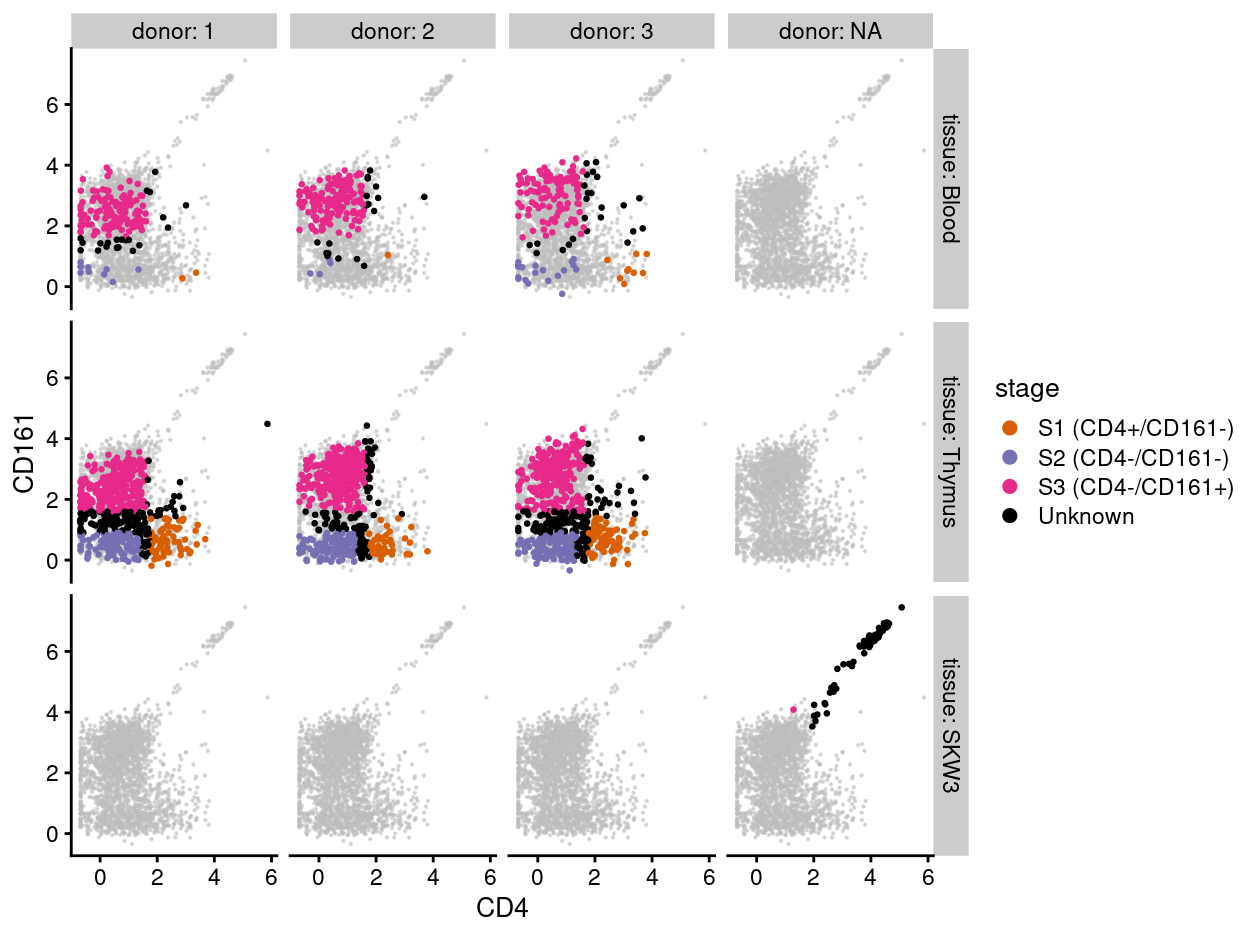 donor: 1 donor: 2 donor: 3 donor: NA
6
4
2
0
tissue: Blood
6
4
2
0
tissue: Thymus
6
4
2
0
tissue: SKW3
0 2 4 6 0 2 4 6 0 2 4 6 0 2 4 6
CD4
CD161
stage
S1 (CD4+/CD161-)
S2 (CD4-/CD161-)
S3 (CD4-/CD161+)
Unknown